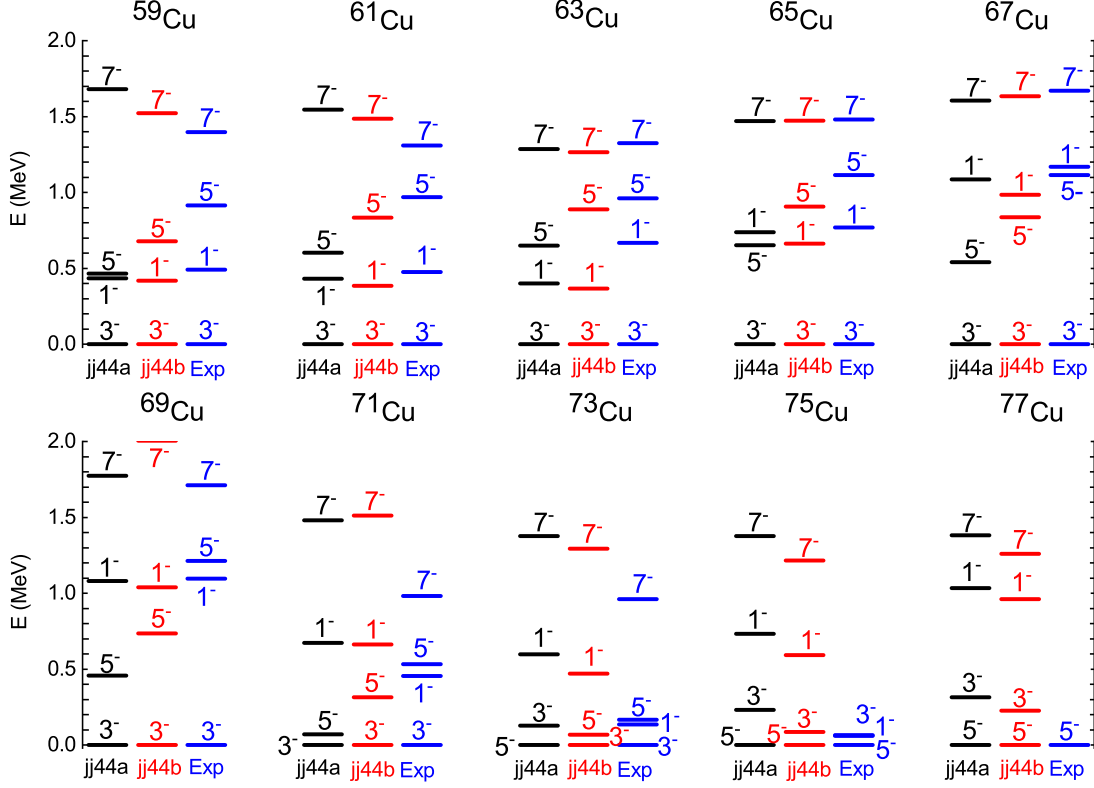 59Cu 61Cu 63Cu 65Cu 67Cu
2.0
7- 7- 7-
7- 7- 7-
7- 7- 7-
7- 7- 7-
7- 7- 7-
1.5
E (MeV)
1.0
5- 5- 5- 1-
5- 5- 1-
5- 5- 5- 1-
1- 5- 1- 5- 1-
1- 1- 5- 1- 5-
5-
0.5
1- 1-
0.0
3- 3- 3- 3- 3- 3- 3- 3- 3- 3- 3- 3- 3- 3- 3-
jj44a jj44b Exp jj44a jj44b Exp jj44a jj44b Exp jj44a jj44b Exp jj44a jj44b Exp
69Cu 71Cu 73Cu 75Cu 77Cu
2.0
7- 7- 7-
7- 7- 7-
7- 7- 7-
7- 7-
7- 7-
1.5
E (MeV)
1.0
1- 1- 5- 1-
5- 5-
1- 1- 5- 1-
5- 5-
1- 1- 5- 1-
3- 5- 3- 3-
5-
1- 1- 3- 1-
3- 3- 5-
5- 5-
1- 1-
3- 3-
0.5
0.0
3- 3- 3- 3- 3- 3- 5- 5- 5- 5- 5-
jj44a jj44b Exp jj44a jj44b Exp jj44a jj44b Exp jj44a jj44b Exp jj44a jj44b